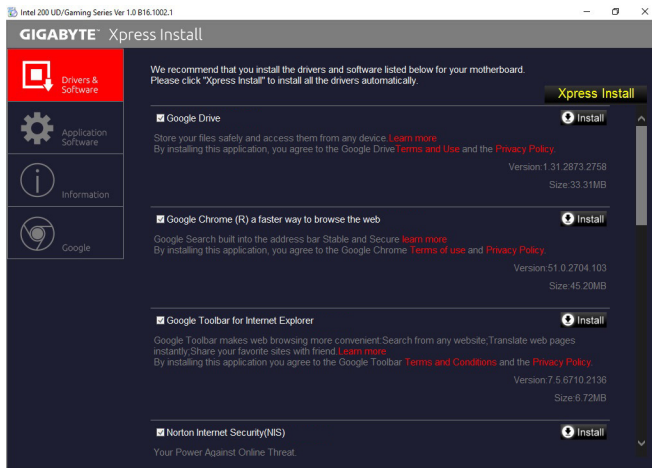 Intel 200 UD/Gaming Series Ver 1.0 B16.1002.1
GIGABYTE™ Xpress Install
Drivers &
Software
Application
Software
Information
Google
We recommend that you install the drivers and software listed below for your motherboard.
Please click "Xpress Install" to install all the drivers automatically.
Xpress Install
Google Drive
Install
Store your files safely and access them from any device.Learn more
By installing this application, you agree to the Google DriveTerms and Use and the Privacy Policy.
Version:1.31.2873.2758
Size:33.31MB
Google Chrome (R) a faster way to browse the web
Install
Google Search built into the address bar Stable and Secure learn more
By installing this application, you agree to the Google Chrome Terms of use and Privacy Policy.
Version:51.0.2704.103
Size:45.20MB
Google Toolbar for Internet Explorer
Install
Google Toolbar makes web browsing more convenient:Search from any website;Translate web pages
instantly;Share your favorite sites with friend.Learn more
By installing this application you agree to the Google Toolbar Terms and Conditions and the Privacy Policy.
Version:7.5.6710.2136
Size:6.72MB
Norton Internet Security(NIS)
Install
Your Power Against Online Threat.